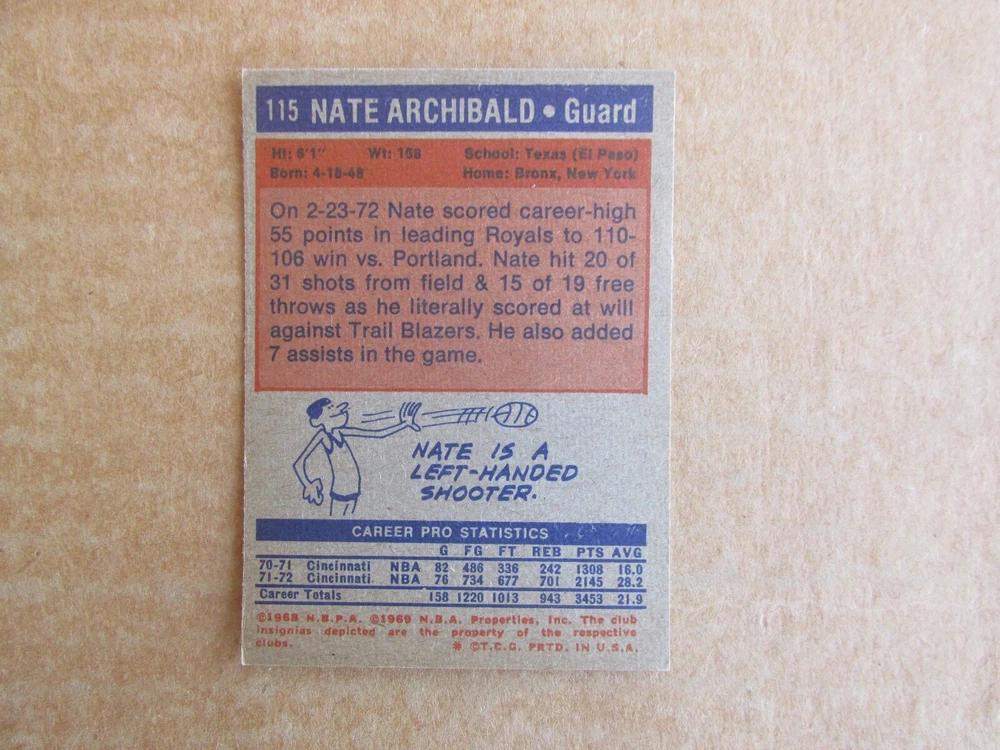 115 NATE ARCHIBALD • Guard
Ht: 6'1" Wt: 158 School: Texas (El Paso)
Born: 4-18-48 Home: Bronx, New York
On 2-23-72 Nate scored career-high
55 points in leading Royals to 110-
106 win vs. Portland. Nate hit 20 of
31 shots from field & 15 of 19 free
throws as he literally scored at will
against Trail Blazers. He also added
7 assists in the game.
NATE IS A
LEFT-HANDED
SHOOTER.
CAREER PRO STATISTICS
G FG FT REB PTS AVG
70-71 Cincinnati NBA 82 486 336 242 1308 16.0
71-72 Cincinnati NBA 76 734 677 701 2145 28.2
Career Totals 158 1220 1013 943 3453 21.9
©1968 N.B.P.A. ©1969 N.B.A. Properties, Inc. The club
insignias depicted are the property of the respective
clubs. * ©T.C.G. PRTD. IN U.S.A.